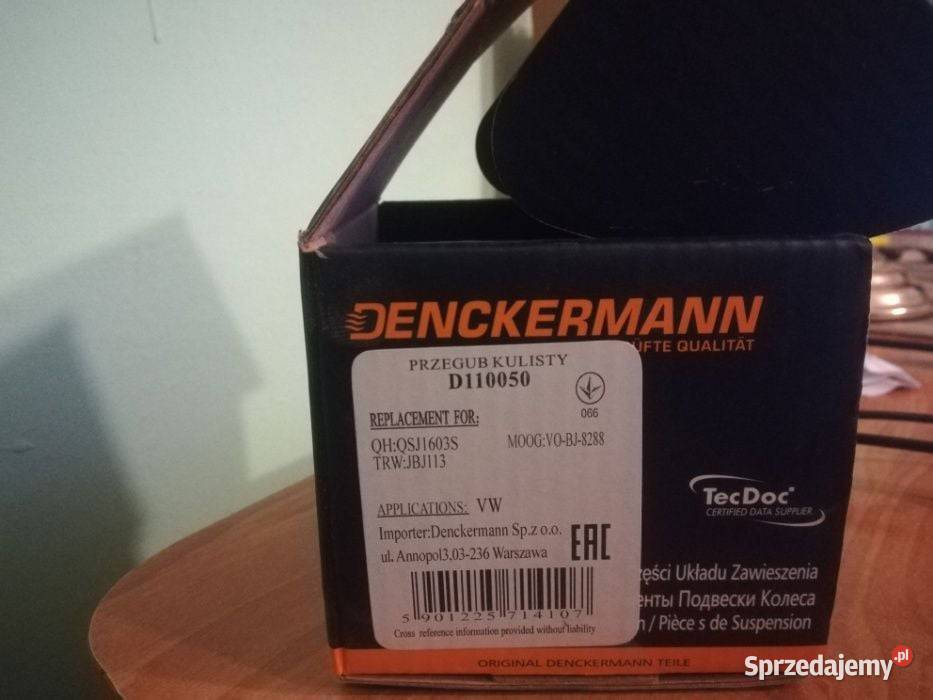 DENCKERMANN
ÜFTE QUALITÄT
PRZEGUB KULISTY
D110050
066
REPLACEMENT FOR:
QH:QSJ1603S MOOG:VO-BJ-8288
TRW:JBJ113
TecDoc
CERTIFIED DATA SUPPLIER
APPLICATIONS: VW
Importer:Denckermann Sp.z o.o.
ul. Annopol3,03-236 Warszawa
EAC
zęści Układu Zawieszenia
енты Подвески Колеса
n / Pièce s de Suspension
5 901225 714107
Cross reference information provided without liability
ORIGINAL DENCKERMANN TEILE
Sprzedajemy.pl